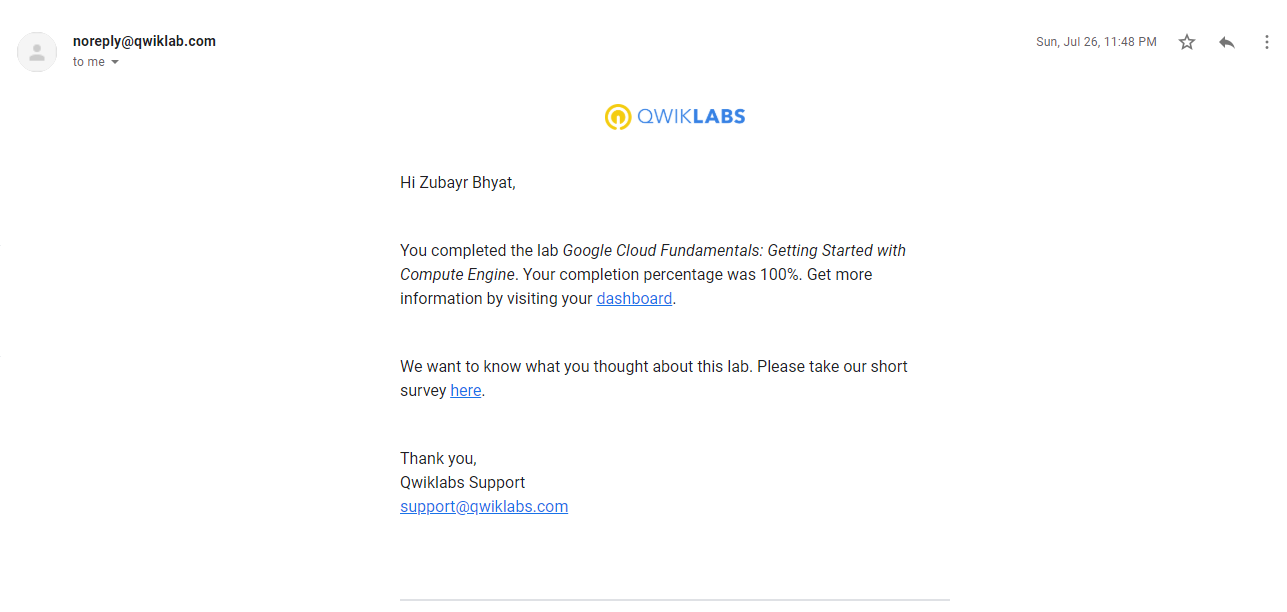 noreply@qwiklab.com
Sun, Jul 26, 11:48 PM
to me
QWIKLABS
Hi Zubayr Bhyat,
You completed the lab Google Cloud Fundamentals: Getting Started with
Compute Engine. Your completion percentage was 100%. Get more
information by visiting your dashboard.
We want to know what you thought about this lab. Please take our short
survey here.
Thank you,
Qwiklabs Support
support@qwiklabs.com